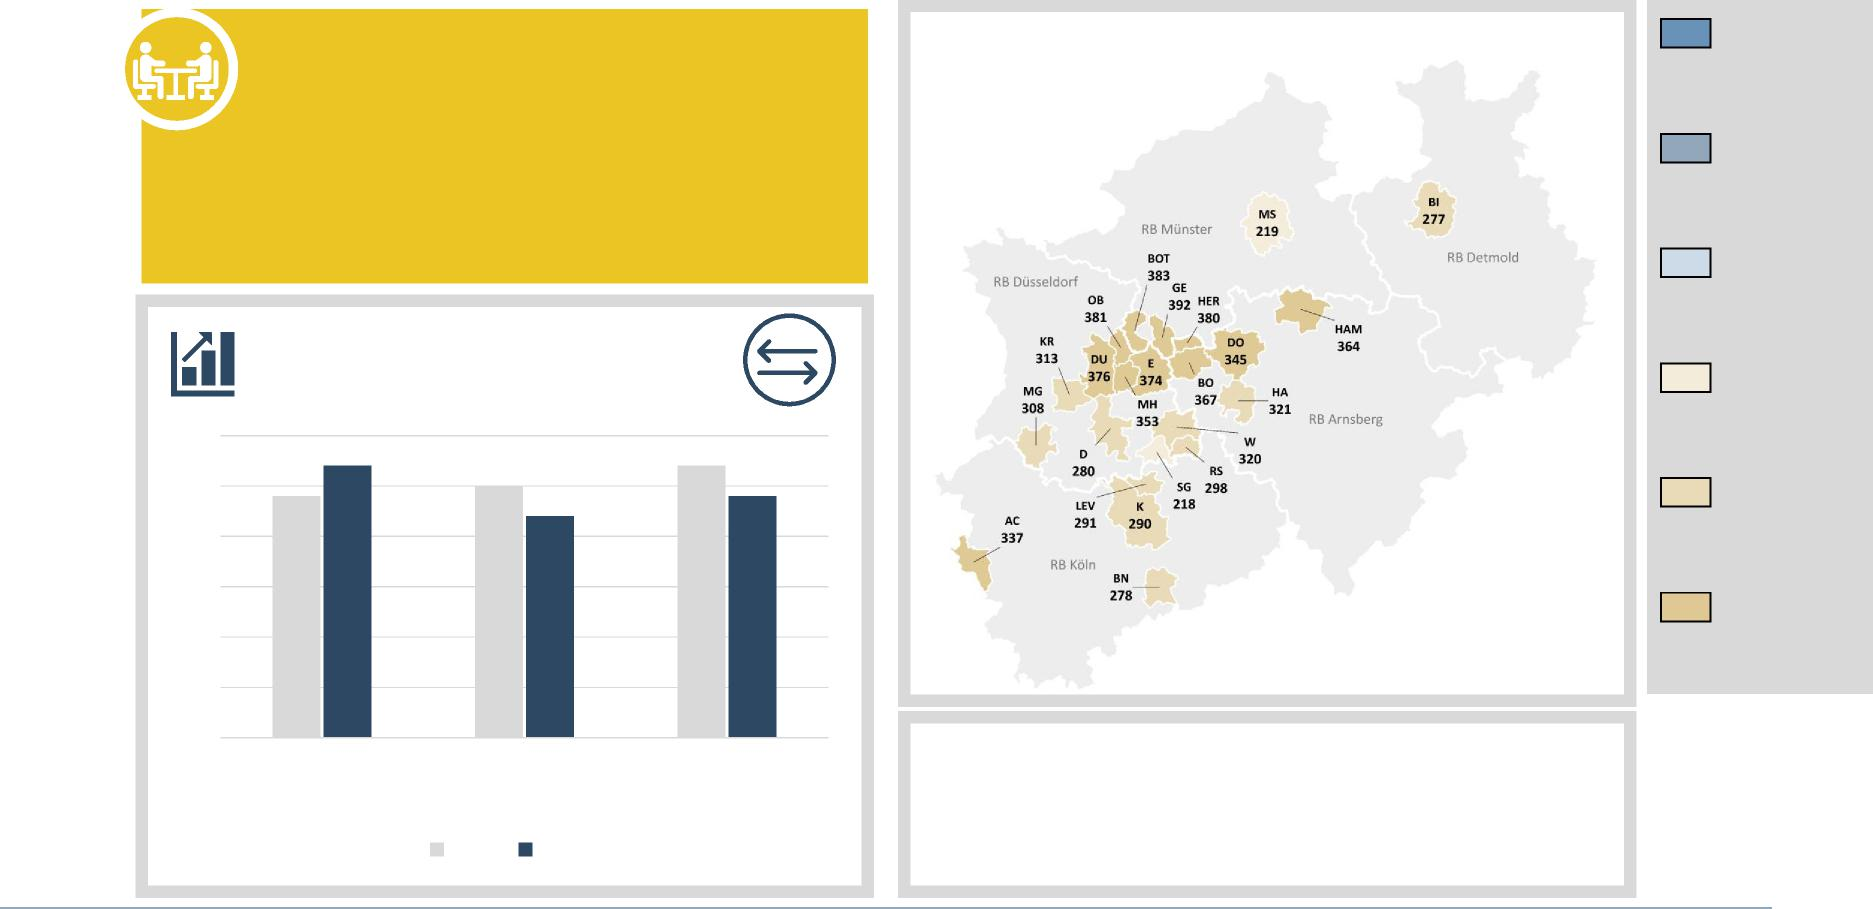 MS
219
BI
277
RB Münster
RB Detmold
BOT
383
RB Düsseldorf
GE
392
OB
381
HER
380
HAM
364
KR
313
DU
376
E
374
DO
345
BO
367
MG
308
MH
353
HA
321
RB Arnsberg
D
280
W
320
RS
298
SG
218
LEV
291
K
290
AC
337
RB Köln
BN
278